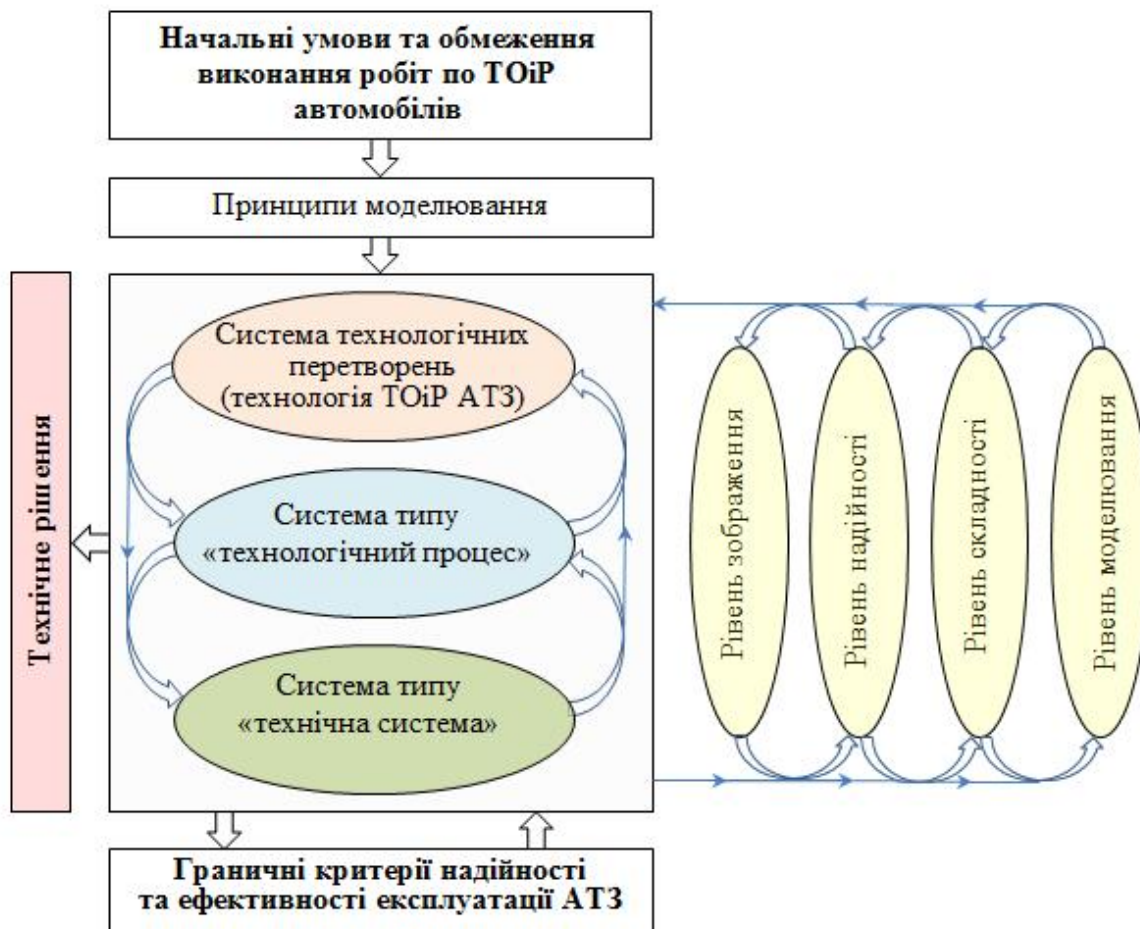 Начальні умови та обмеження
виконання робіт по ТОіР
автомобілів
Принципи моделювання
Технічне рішення
Система технологічних
перетворень
(технологія ТОіР АТЗ)
Система типу
«технологічний процес»
Система типу
«технічна система»
Рівень зображення
Рівень надійності
Рівень складності
Рівень моделювання
Граничні критерії надійності
та ефективності експлуатації АТЗ